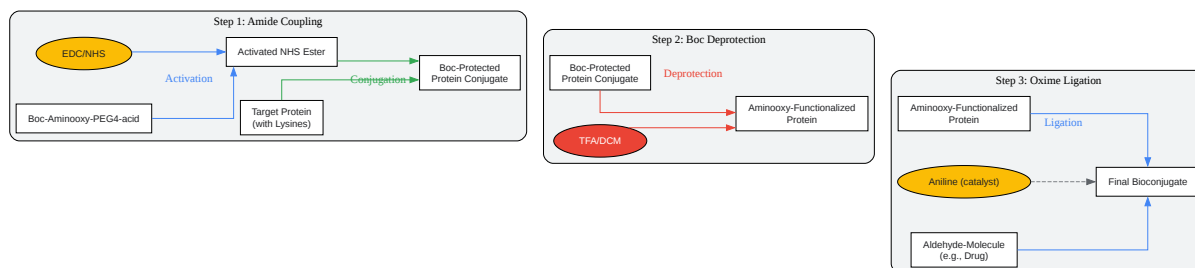 Step 1: Amide Coupling
EDC/NHS
Activated NHS Ester
Boc-Protected
Protein Conjugate
Activation
Conjugation
Boc-Aminooxy-PEG4-acid
Target Protein
(with Lysines)
Step 2: Boc Deprotection
Boc-Protected
Protein Conjugate
Deprotection
Aminooxy-Functionalized
Protein
TFA/DCM
Step 3: Oxime Ligation
Aminooxy-Functionalized
Protein
Ligation
Aniline (catalyst)
Final Bioconjugate
Aldehyde-Molecule
(e.g., Drug)